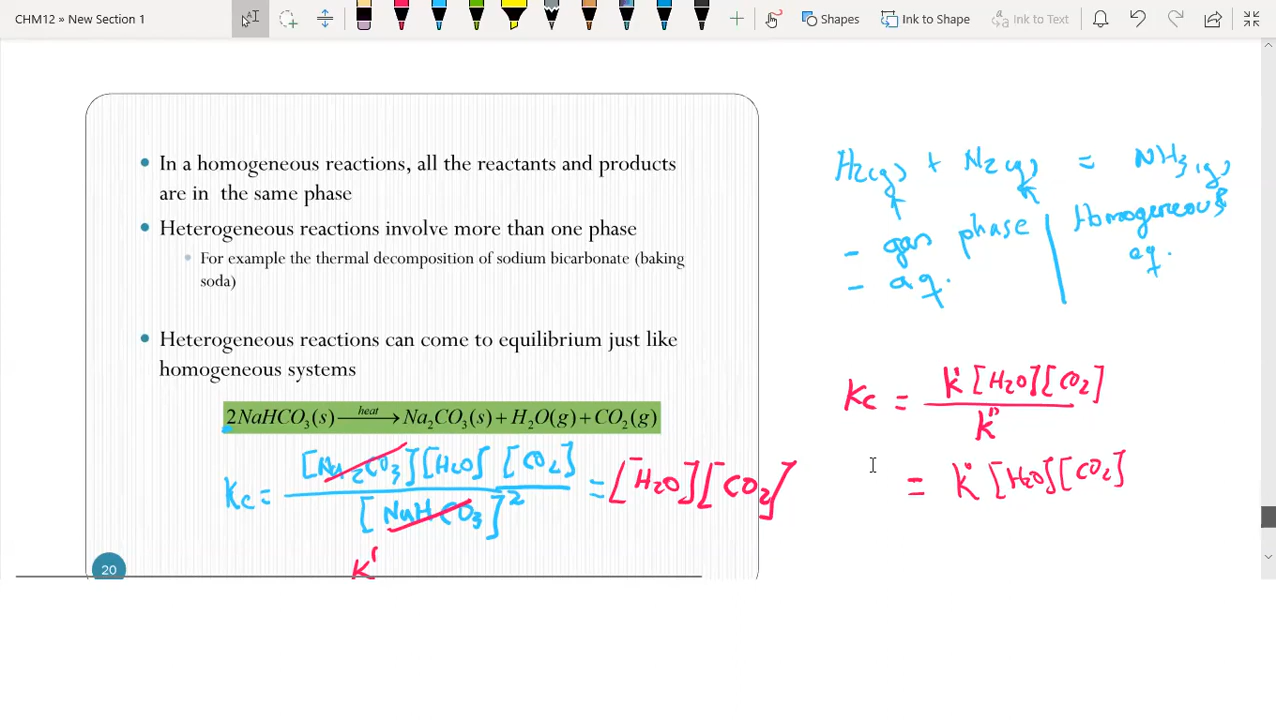 CHM12 » New Section 1
Shapes
Ink to Shape
Ink to Text
In a homogeneous reactions, all the reactants and products
are in the same phase
Heterogeneous reactions involve more than one phase
For example the thermal decomposition of sodium bicarbonate (baking
soda)
Heterogeneous reactions can come to equilibrium just like
homogeneous systems
2NaHCO₃(s) —heat→ Na₂CO₃(s) + H₂O(g) + CO₂(g)
Kc = [Na₂CO₃][H₂O][CO₂] / [NaHCO₃]² = [H₂O][CO₂]
K'
20
H₂(g) + N₂(g) = NH₃(g)
= gas phase | Homogeneous
= aq. eq.
Kc = K'[H₂O][CO₂] / K"
= K'[H₂O][CO₂]